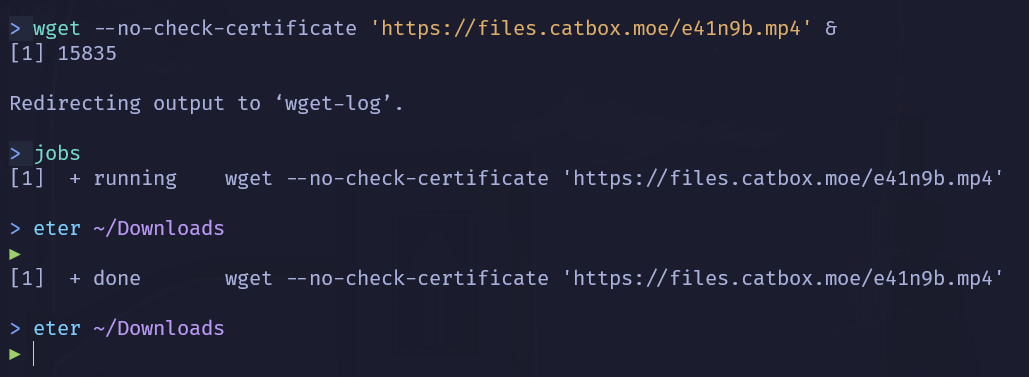 > wget --no-check-certificate 'https://files.catbox.moe/e41n9b.mp4' &
[1] 15835
Redirecting output to ‘wget-log’.
> jobs
[1]  + running    wget --no-check-certificate 'https://files.catbox.moe/e41n9b.mp4'
> eter ~/Downloads
▶
[1]  + done       wget --no-check-certificate 'https://files.catbox.moe/e41n9b.mp4'
> eter ~/Downloads
▶